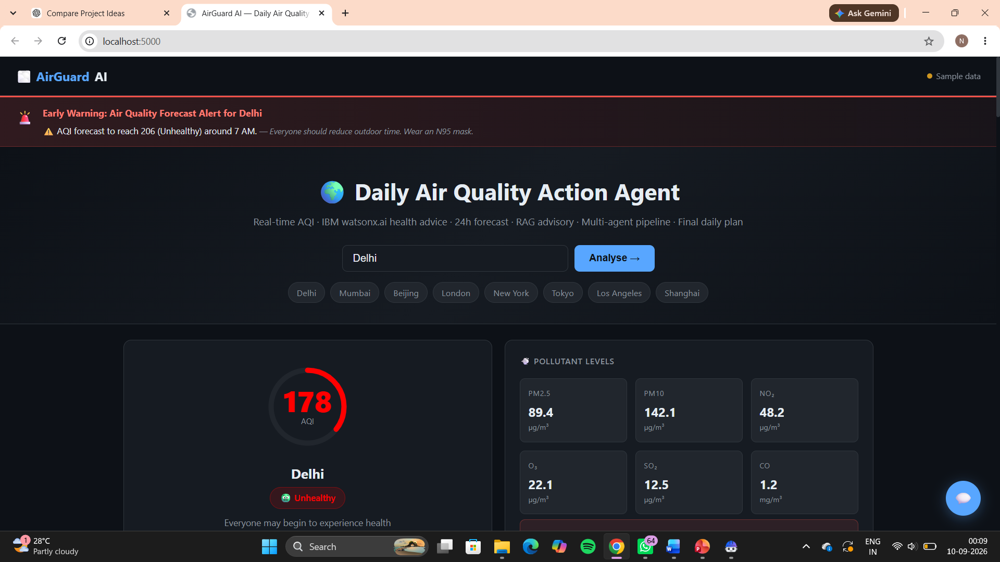 Compare Project Ideas
AirGuard AI — Daily Air Quality
Ask Gemini
localhost:5000
N
AirGuard AI
Sample data
Early Warning: Air Quality Forecast Alert for Delhi
AQI forecast to reach 206 (Unhealthy) around 7 AM. — Everyone should reduce outdoor time. Wear an N95 mask.
Daily Air Quality Action Agent
Real-time AQI · IBM watsonx.ai health advice · 24h forecast · RAG advisory · Multi-agent pipeline · Final daily plan
Delhi
Analyse →
Delhi Mumbai Beijing London New York Tokyo Los Angeles Shanghai
178
AQI
Delhi
Unhealthy
Everyone may begin to experience health
POLLUTANT LEVELS
PM2.5
89.4
µg/m³
PM10
142.1
µg/m³
NO₂
48.2
µg/m³
O₃
22.1
µg/m³
SO₂
12.5
µg/m³
CO
1.2
mg/m³
1
28°C
Partly cloudy
Search
64
W
P
ENG
IN
00:09
10-09-2026